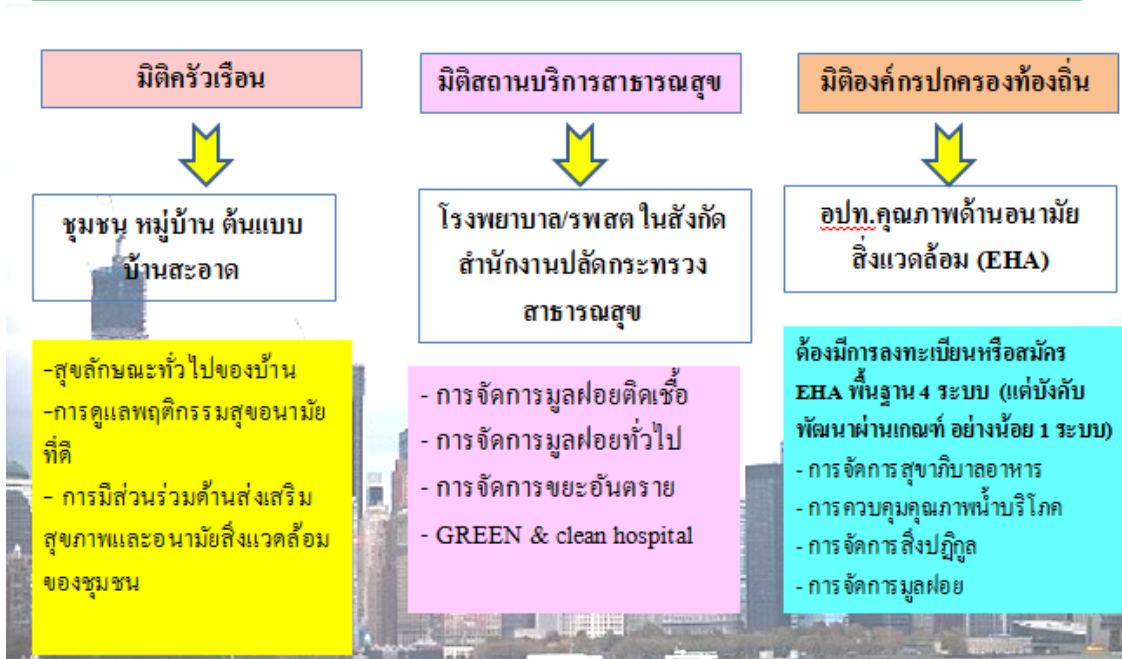 มิติครัวเรือน
มิติสถานบริการสาธารณสุข
มิติองค์กรปกครองท้องถิ่น
ชุมชน หมู่บ้าน ต้นแบบ
บ้านสะอาด
โรงพยาบาล/รพสต ในสังกัด
สำนักงานปลัดกระทรวง
สาธารณสุข
อปท.คุณภาพด้านอนามัย
สิ่งแวดล้อม (EHA)
-สุขลักษณะทั่วไปของบ้าน
-การดูแลพฤติกรรมสุขอนามัย
ที่ดี
- การมีส่วนร่วมด้านส่งเสริม
สุขภาพและอนามัยสิ่งแวดล้อม
ของชุมชน
- การจัดการมูลฝอยติดเชื้อ
- การจัดการมูลฝอยทั่วไป
- การจัดการขยะอันตราย
- GREEN & clean hospital
ต้องมีการลงทะเบียนหรือสมัคร
EHA พื้นฐาน 4 ระบบ (แต่บังคับ
พัฒนาผ่านเกณฑ์ อย่างน้อย 1 ระบบ)
- การจัดการสุขาภิบาลอาหาร
- การควบคุมคุณภาพน้ำบริโภค
- การจัดการสิ่งปฏิกูล
- การจัดการมูลฝอย